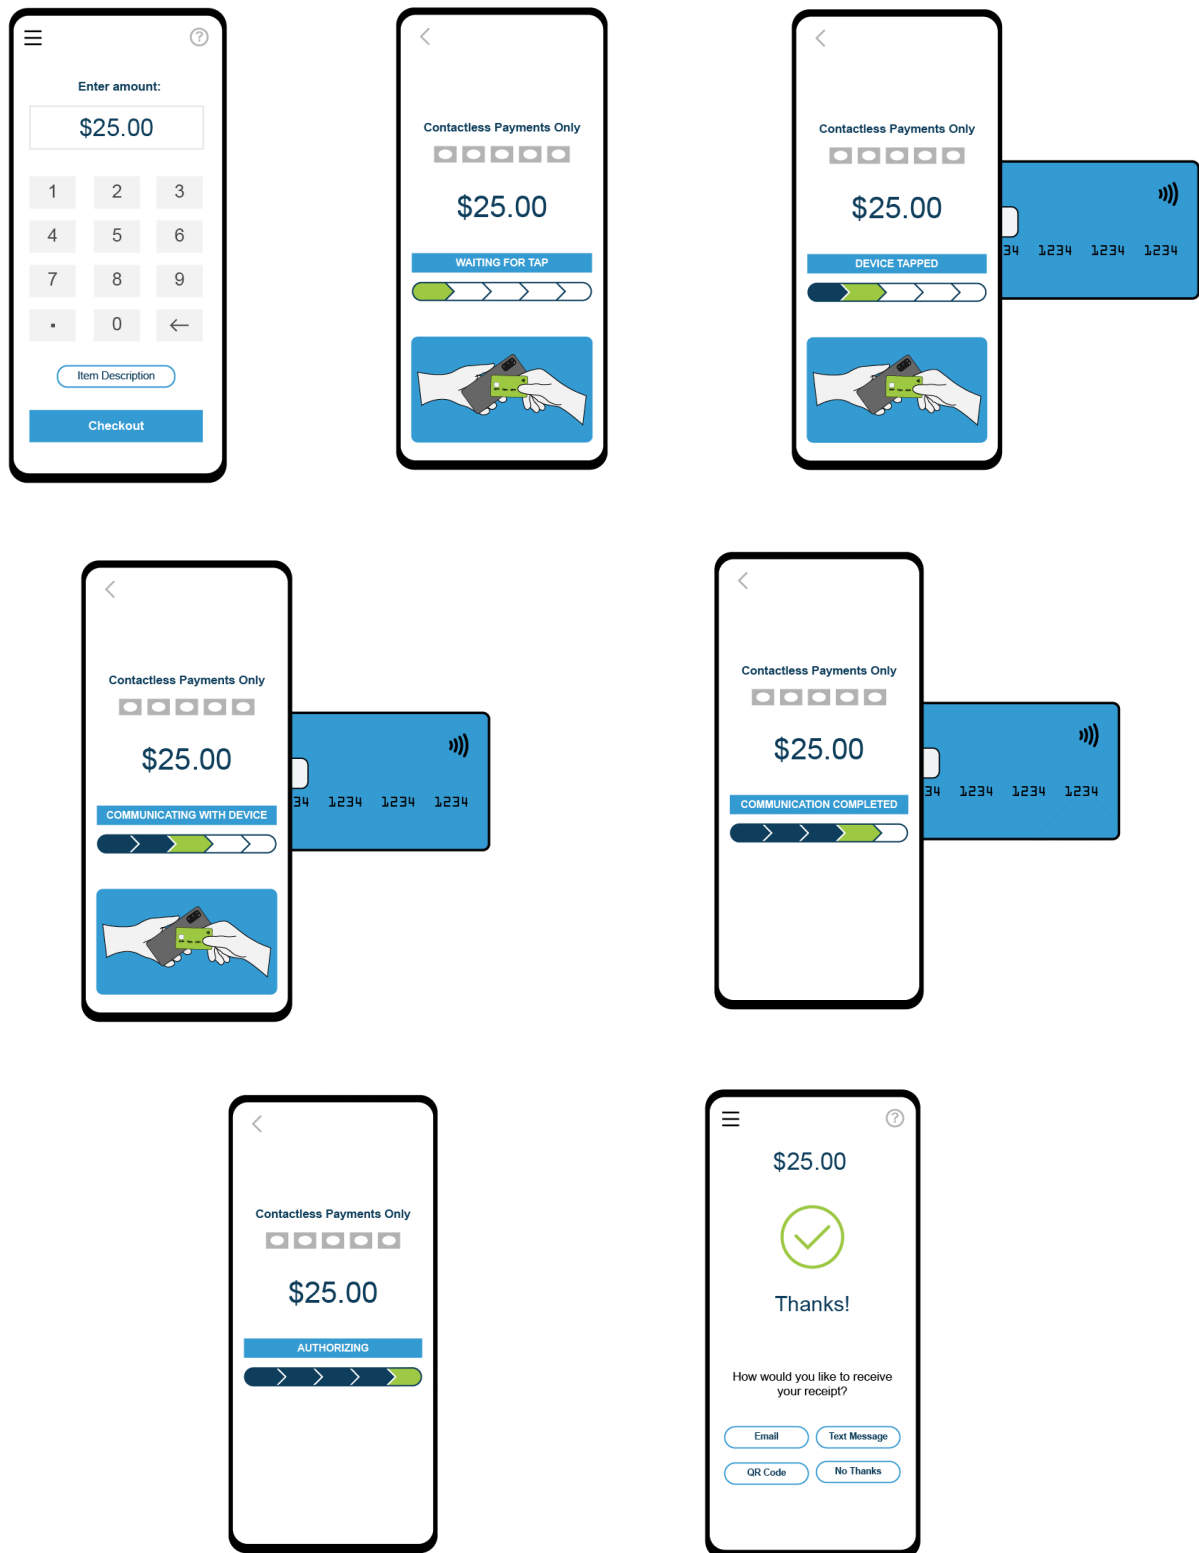 ?
Enter amount:
$25.00
1 2 3
4 5 6
7 8 9
. 0 ←
Item Description
Checkout
Contactless Payments Only
$25.00
WAITING FOR TAP
Contactless Payments Only
$25.00
DEVICE TAPPED
34 1234 1234 1234
Contactless Payments Only
$25.00
COMMUNICATING WITH DEVICE
34 1234 1234 1234
Contactless Payments Only
$25.00
COMMUNICATION COMPLETED
34 1234 1234 1234
Contactless Payments Only
$25.00
AUTHORIZING
?
$25.00
Thanks!
How would you like to receive
your receipt?
Email Text Message
QR Code No Thanks